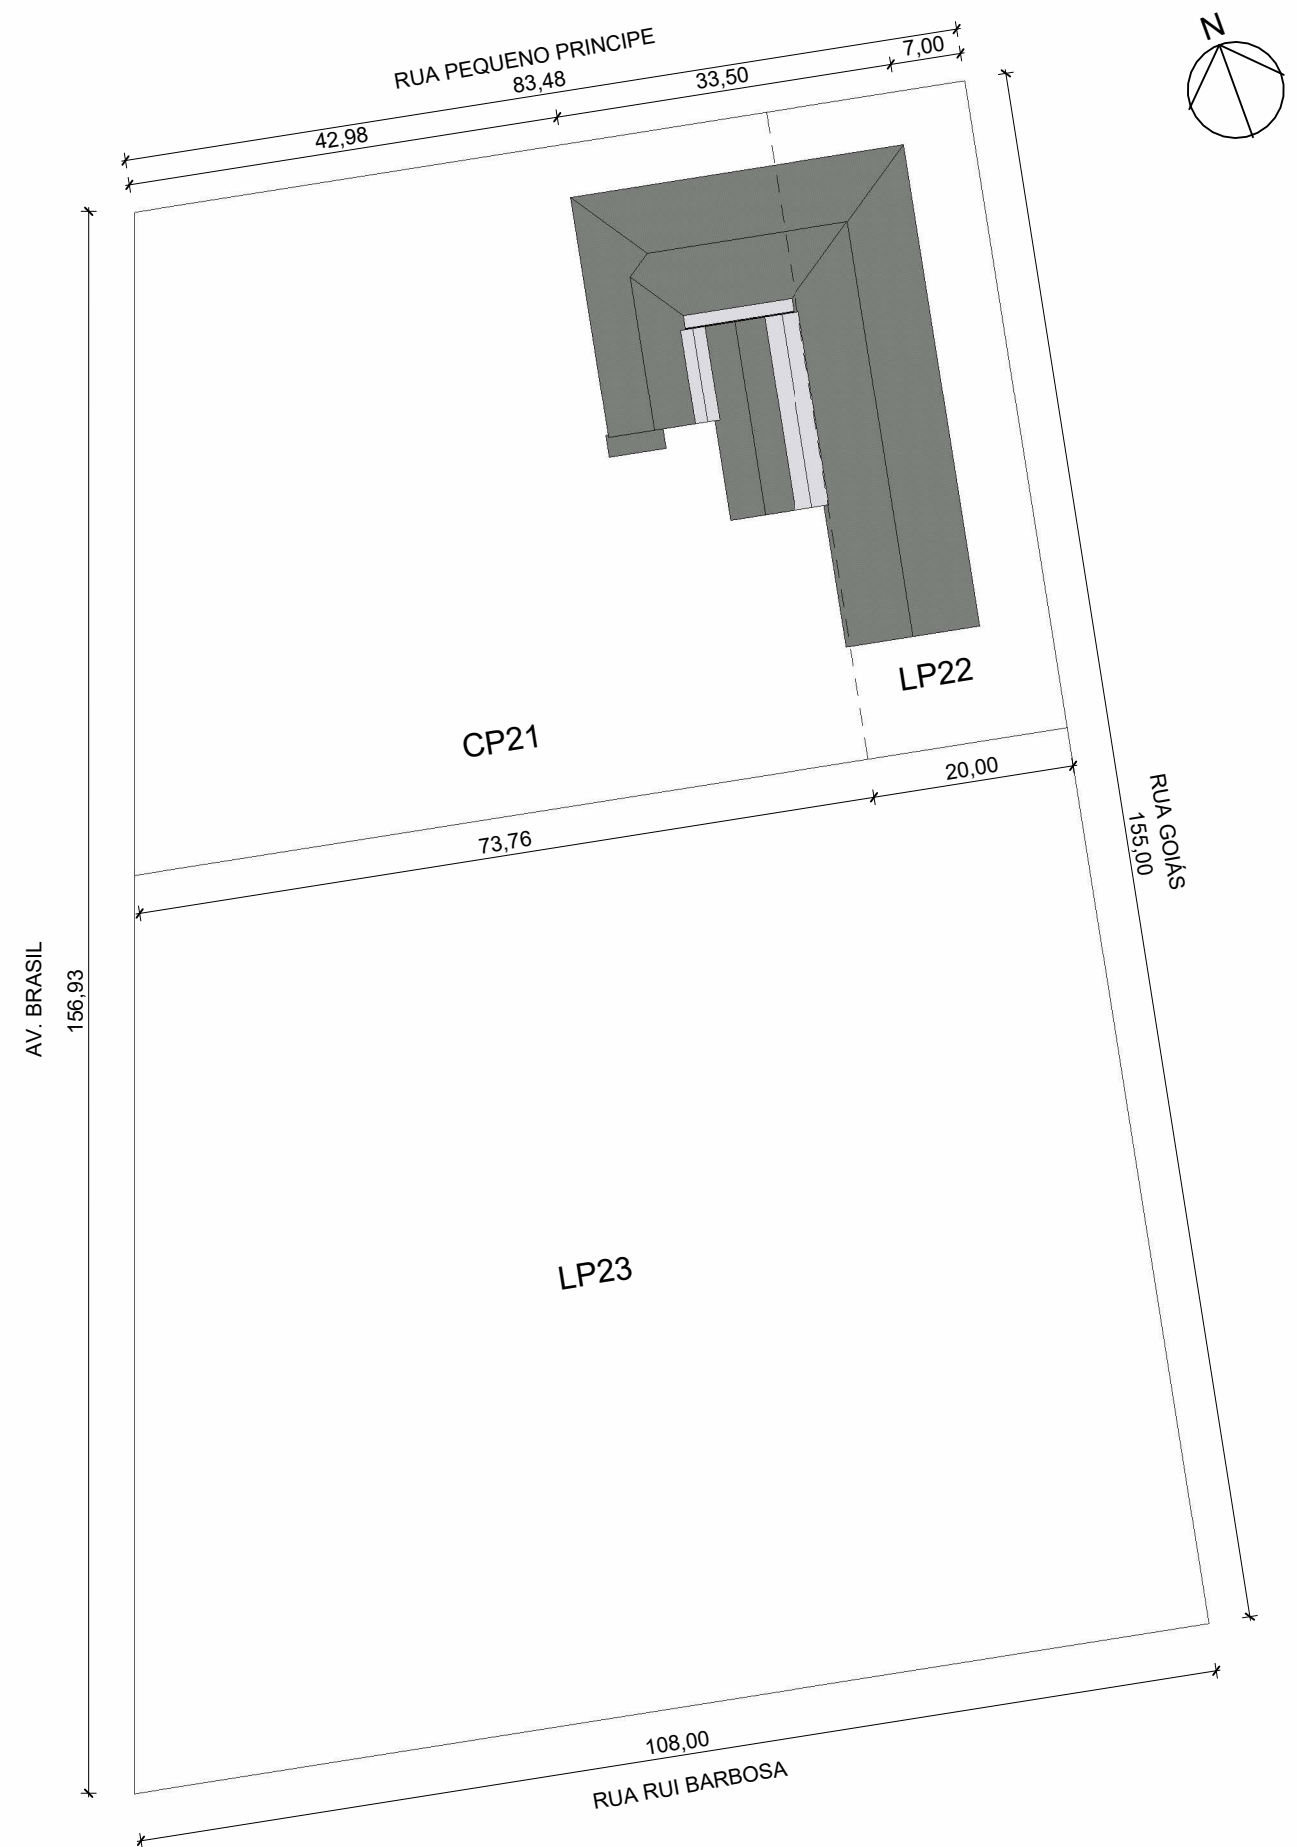 N
RUA PEQUENO PRINCIPE
83,48
7,00
33,50
42,98
LP22
CP21
20,00
73,76
RUA GOIÁS
155,00
AV. BRASIL
156,93
LP23
108,00
RUA RUI BARBOSA